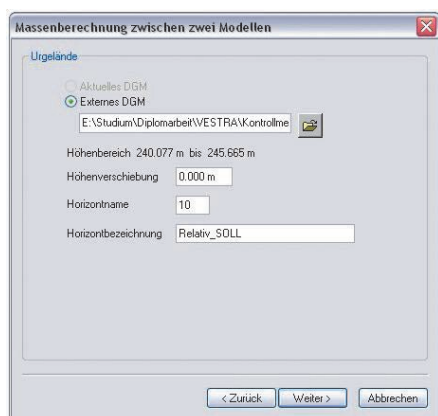 Massenberechnung zwischen zwei Modellen
Urgelände
Aktuelles DGM
Externes DGM
E:\Studium\Diplomarbeit\VESTRA\Kontrollme
Höhenbereich 240.077 m bis 245.665 m
Höhenverschiebung 0.000 m
Horizontname 10
Horizontbezeichnung Relativ_SOLL
< Zurück Weiter > Abbrechen